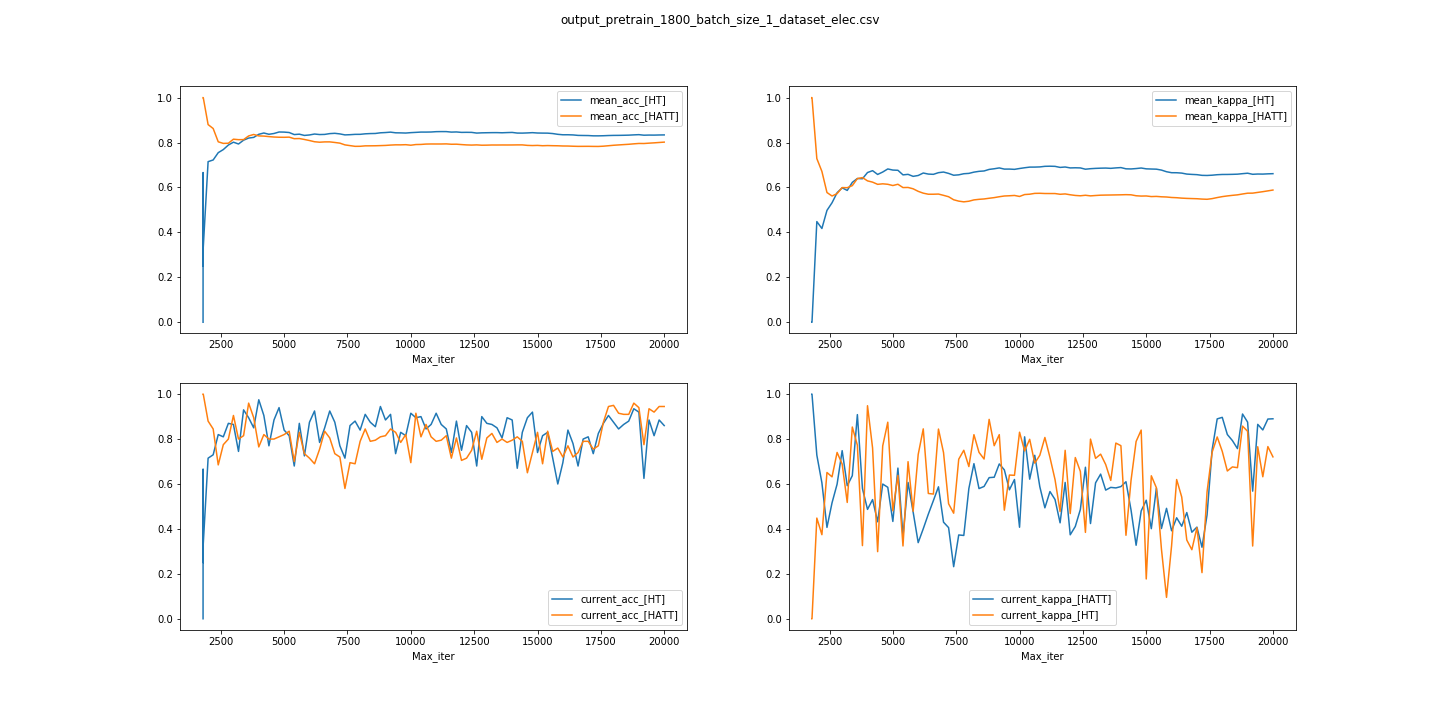 output_pretrain_1800_batch_size_1_dataset_elec.csv
1.0
0.8
0.6
0.4
0.2
0.0
mean_acc_[HT]
mean_acc_[HATT]
2500 5000 7500 10000 12500 15000 17500 20000
Max_iter
1.0
0.8
0.6
0.4
0.2
0.0
mean_kappa_[HT]
mean_kappa_[HATT]
2500 5000 7500 10000 12500 15000 17500 20000
Max_iter
1.0
0.8
0.6
0.4
0.2
0.0
current_acc_[HT]
current_acc_[HATT]
2500 5000 7500 10000 12500 15000 17500 20000
Max_iter
1.0
0.8
0.6
0.4
0.2
0.0
current_kappa_[HATT]
current_kappa_[HT]
2500 5000 7500 10000 12500 15000 17500 20000
Max_iter